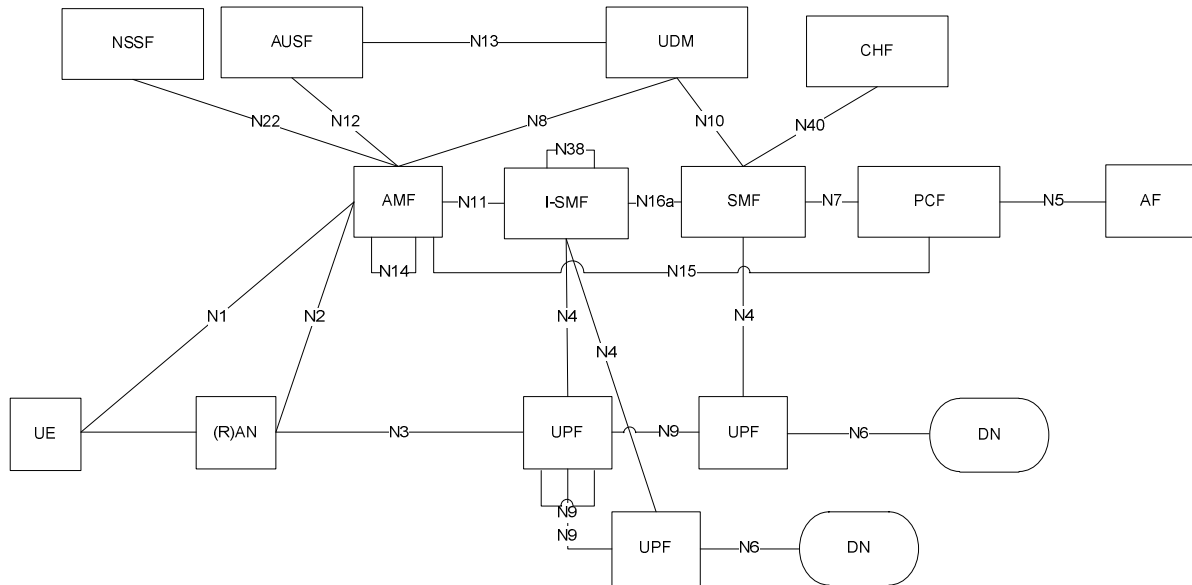 NSSF
AUSF
N13
UDM
CHF
N22
N12
N8
N10
N40
N38
AMF
N11
I-SMF
N16a
SMF
N7
PCF
N5
AF
N14
N15
N1
N2
N4
N4
N4
UE
(R)AN
N3
UPF
N9
UPF
N6
DN
N9
N9
UPF
N6
DN